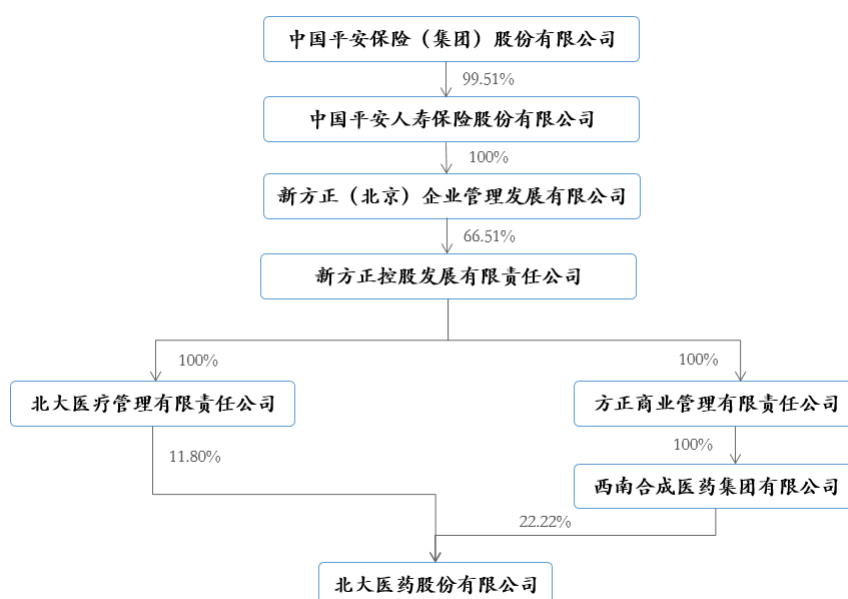 中国平安保险（集团）股份有限公司
99.51%
中国平安人寿保险股份有限公司
100%
新方正（北京）企业管理发展有限公司
66.51%
新方正控股发展有限责任公司
100%
100%
北大医疗管理有限责任公司
方正商业管理有限责任公司
11.80%
100%
西南合成医药集团有限公司
22.22%
北大医药股份有限公司